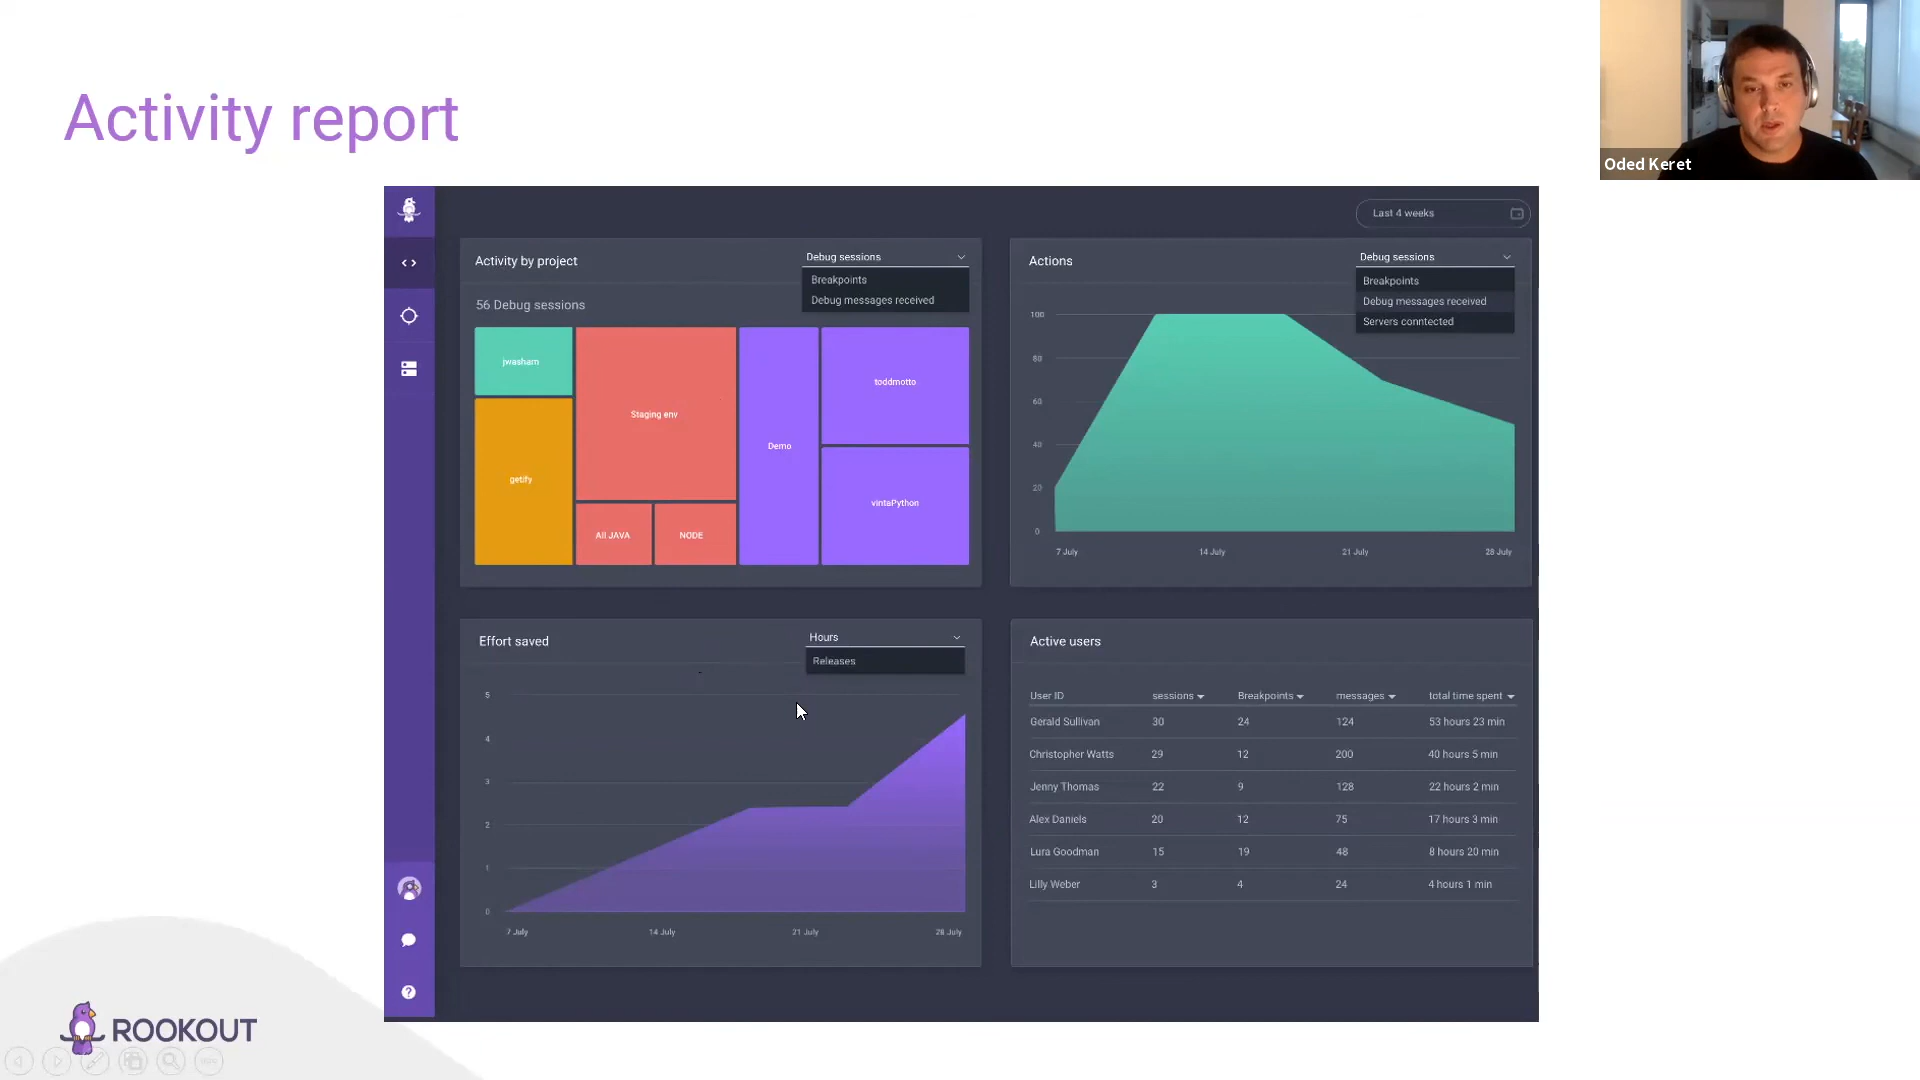 Activity report
Oded Keret
Last 4 weeks
Activity by project
Debug sessions
Breakpoints
Debug messages received
56 Debug sessions
jwasham
getify
Staging env
All JAVA
NODE
Demo
toddmotto
vintaPython
Actions
Debug sessions
Breakpoints
Debug messages received
Servers conntected
100
80
60
40
20
0
7 July
14 July
21 July
28 July
Effort saved
Hours
Releases
5
4
3
2
1
0
7 July
14 July
21 July
28 July
Active users
User ID sessions Breakpoints messages total time spent
Gerald Sullivan 30 24 124 53 hours 23 min
Christopher Watts 29 12 200 40 hours 5 min
Jenny Thomas 22 9 128 22 hours 2 min
Alex Daniels 20 12 75 17 hours 3 min
Lura Goodman 15 19 48 8 hours 20 min
Lilly Weber 3 4 24 4 hours 1 min
?
ROOKOUT